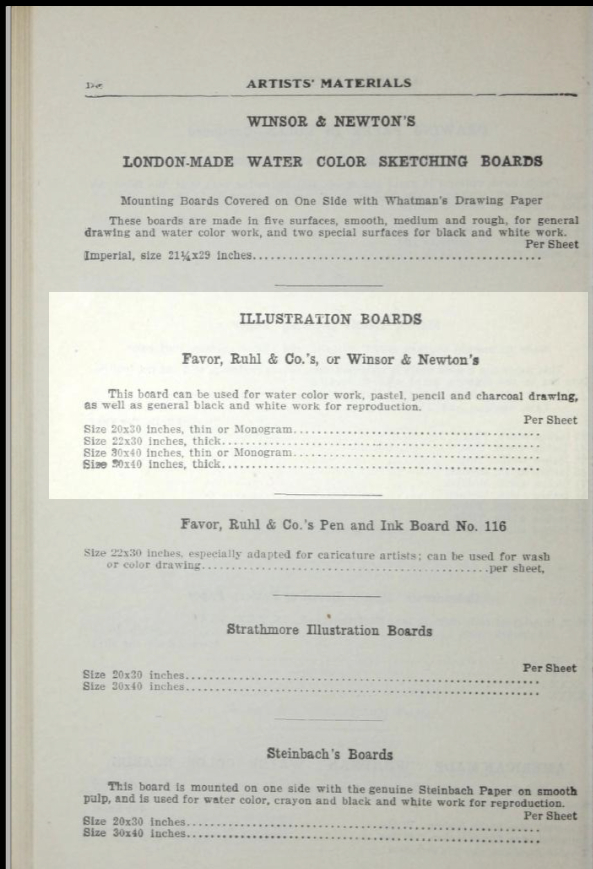 ARTISTS' MATERIALS
WINSOR & NEWTON'S
LONDON-MADE WATER COLOR SKETCHING BOARDS
Mounting Boards Covered on One Side with Whatman's Drawing Paper
These boards are made in five surfaces, smooth, medium and rough, for general
drawing and water color work, and two special surfaces for black and white work.
Per Sheet
Imperial, size 21¼x29 inches................................................
ILLUSTRATION BOARDS
Favor, Ruhl & Co.'s, or Winsor & Newton's
This board can be used for water color work, pastel, pencil and charcoal drawing,
as well as general black and white work for reproduction.
Per Sheet
Size 20x30 inches, thin or Monogram.........................................
Size 22x30 inches, thick.....................................................
Size 30x40 inches, thin or Monogram.........................................
Size 30x40 inches, thick.....................................................
Favor, Ruhl & Co.'s Pen and Ink Board No. 116
Size 22x30 inches, especially adapted for caricature artists; can be used for wash
or color drawing................................................per sheet,
Strathmore Illustration Boards
Per Sheet
Size 20x30 inches...........................................................
Size 30x40 inches...........................................................
Steinbach's Boards
This board is mounted on one side with the genuine Steinbach Paper on smooth
pulp, and is used for water color, crayon and black and white work for reproduction.
Per Sheet
Size 20x30 inches...........................................................
Size 30x40 inches...........................................................